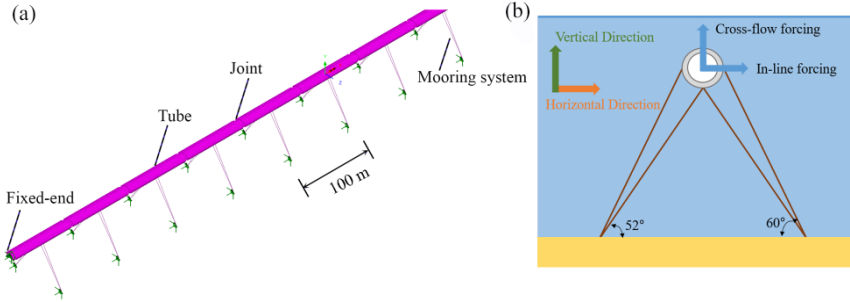 (a)
Joint
Mooring system
Tube
100 m
Fixed-end
(b)
Cross-flow forcing
Vertical Direction
In-line forcing
Horizontal Direction
52°
60°